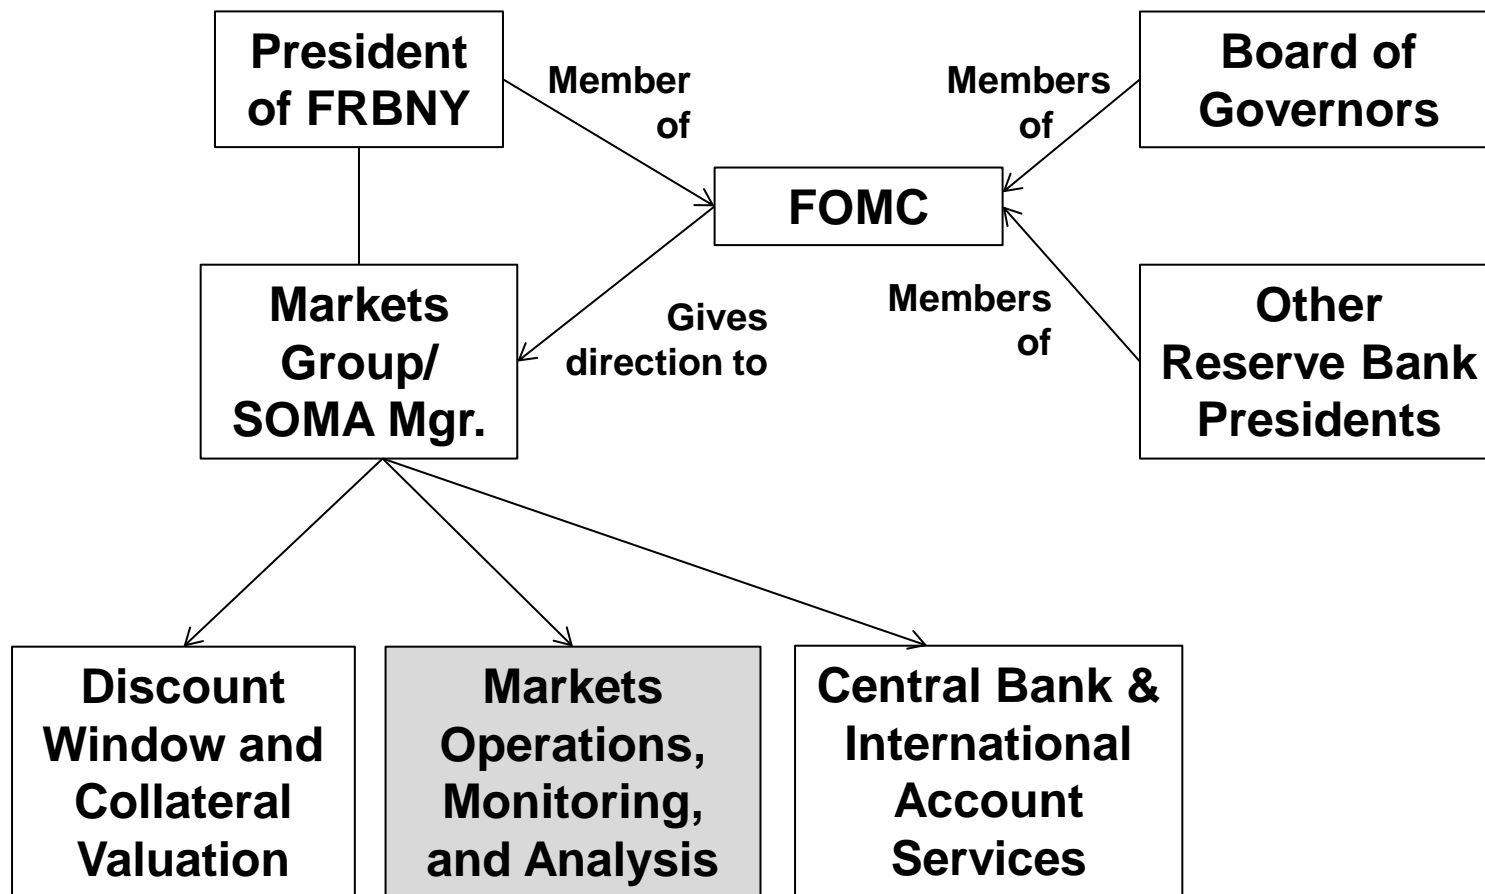 President
of FRBNY
Member
of
Members
of
Board of
Governors
FOMC
Markets
Group/
SOMA Mgr.
Gives
direction to
Members
of
Other
Reserve Bank
Presidents
Discount
Window and
Collateral
Valuation
Markets
Operations,
Monitoring,
and Analysis
Central Bank &
International
Account
Services